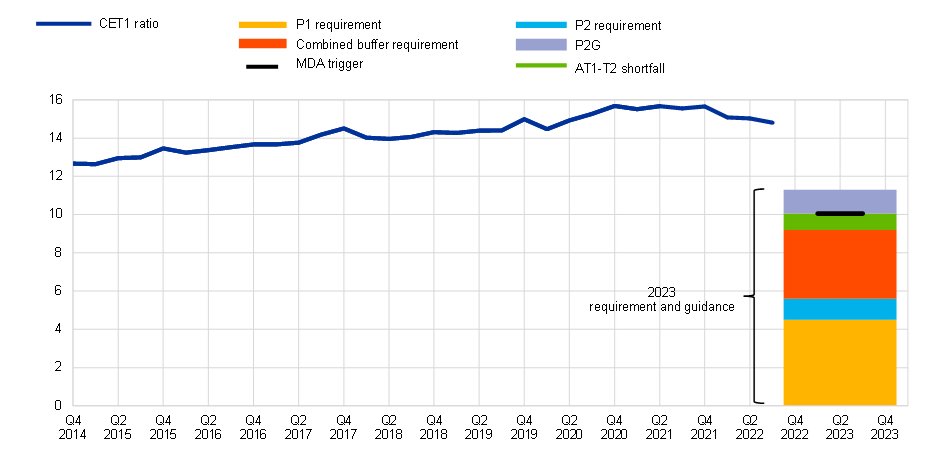 CET1 ratio
P1 requirement
P2 requirement
Combined buffer requirement
P2G
MDA trigger
AT1-T2 shortfall
16
14
12
10
8
6
4
2
0
2023
requirement and guidance
Q4 Q2 Q4 Q2 Q4 Q2 Q4 Q2 Q4 Q2 Q4 Q2 Q4 Q2 Q4 Q2 Q4 Q2 Q4
2014 2015 2015 2016 2016 2017 2017 2018 2018 2019 2019 2020 2020 2021 2021 2022 2022 2023 2023